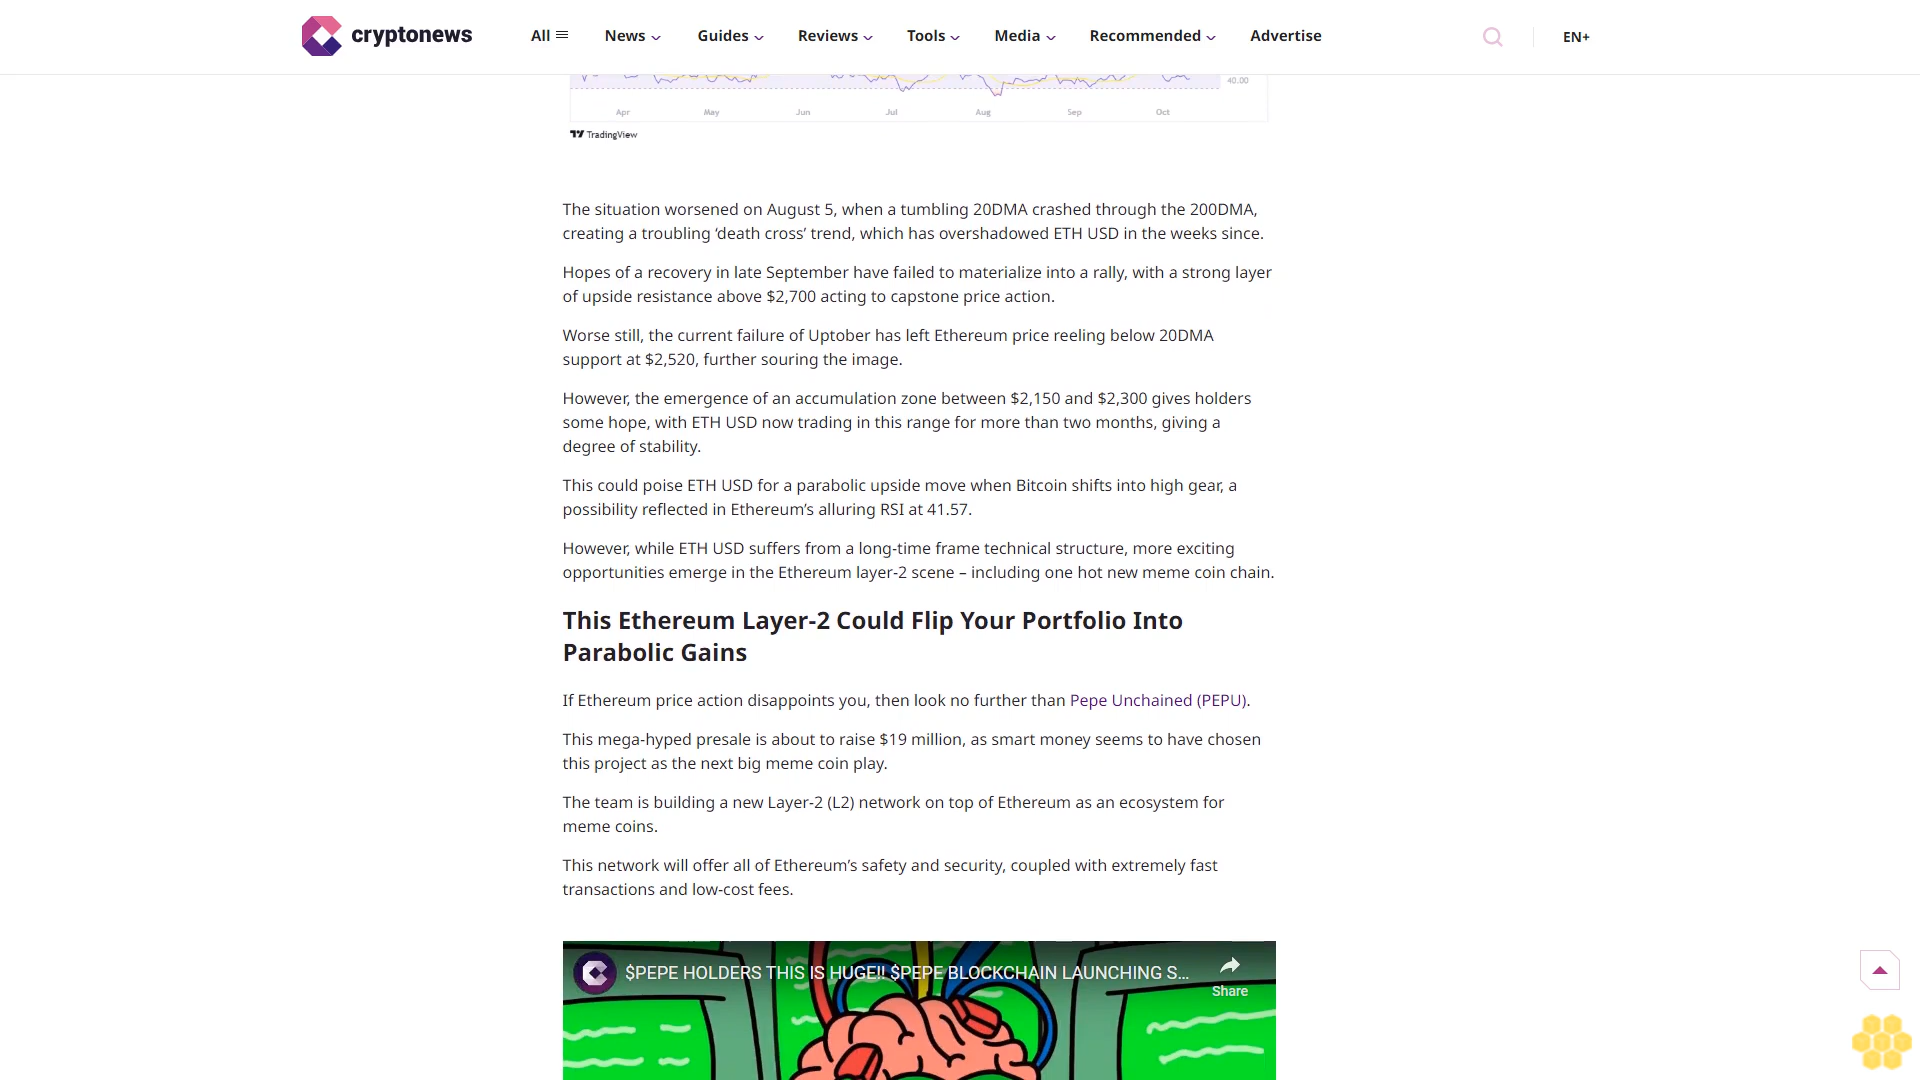 cryptonews
All
News
Guides
Reviews
Tools
Media
Recommended
Advertise
EN+
40.00
Apr May Jun Jul Aug Sep Oct
TradingView
The situation worsened on August 5, when a tumbling 20DMA crashed through the 200DMA,
creating a troubling ‘death cross’ trend, which has overshadowed ETH USD in the weeks since.
Hopes of a recovery in late September have failed to materialize into a rally, with a strong layer
of upside resistance above $2,700 acting to capstone price action.
Worse still, the current failure of Uptober has left Ethereum price reeling below 20DMA
support at $2,520, further souring the image.
However, the emergence of an accumulation zone between $2,150 and $2,300 gives holders
some hope, with ETH USD now trading in this range for more than two months, giving a
degree of stability.
This could poise ETH USD for a parabolic upside move when Bitcoin shifts into high gear, a
possibility reflected in Ethereum’s alluring RSI at 41.57.
However, while ETH USD suffers from a long-time frame technical structure, more exciting
opportunities emerge in the Ethereum layer-2 scene – including one hot new meme coin chain.
This Ethereum Layer-2 Could Flip Your Portfolio Into
Parabolic Gains
If Ethereum price action disappoints you, then look no further than Pepe Unchained (PEPU).
This mega-hyped presale is about to raise $19 million, as smart money seems to have chosen
this project as the next big meme coin play.
The team is building a new Layer-2 (L2) network on top of Ethereum as an ecosystem for
meme coins.
This network will offer all of Ethereum’s safety and security, coupled with extremely fast
transactions and low-cost fees.
$PEPE HOLDERS THIS IS HUGE!! $PEPE BLOCKCHAIN LAUNCHING S...
Share